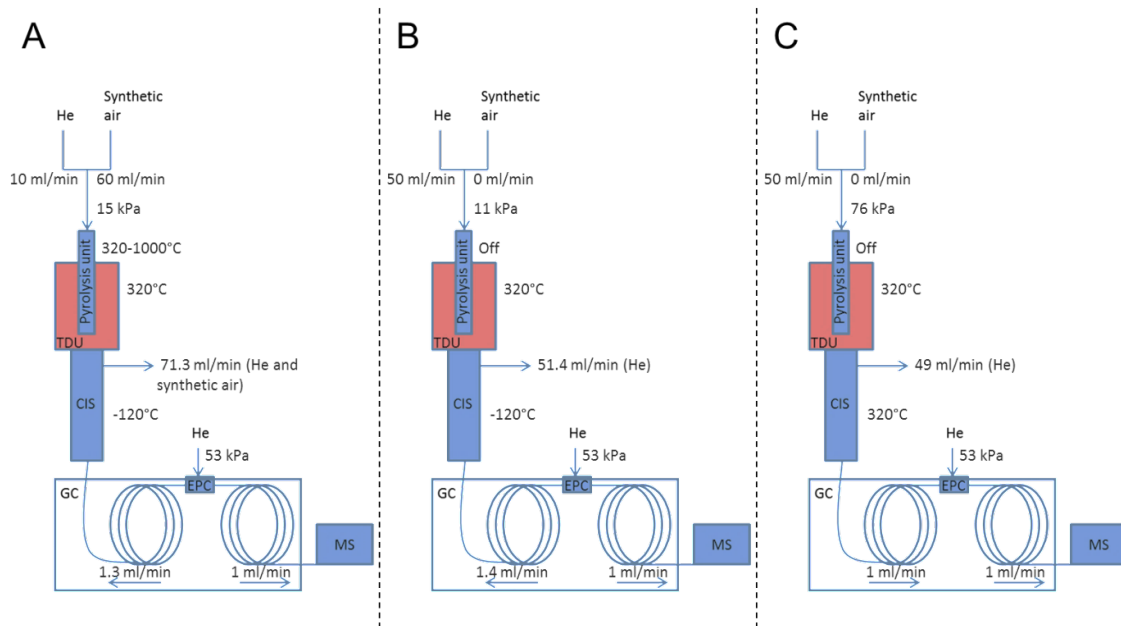 A
He
Synthetic
air
10 ml/min
60 ml/min
15 kPa
Pyrolysis unit
320-1000°C
320°C
TDU
71.3 ml/min (He and
synthetic air)
CIS
-120°C
He
53 kPa
GC
EPC
MS
1.3 ml/min
1 ml/min
B
He
Synthetic
air
50 ml/min
0 ml/min
11 kPa
Pyrolysis unit
Off
320°C
TDU
51.4 ml/min (He)
CIS
-120°C
He
53 kPa
GC
EPC
MS
1.4 ml/min
1 ml/min
C
He
Synthetic
air
50 ml/min
0 ml/min
76 kPa
Pyrolysis unit
Off
320°C
TDU
49 ml/min (He)
CIS
320°C
He
53 kPa
GC
EPC
MS
1 ml/min
1 ml/min